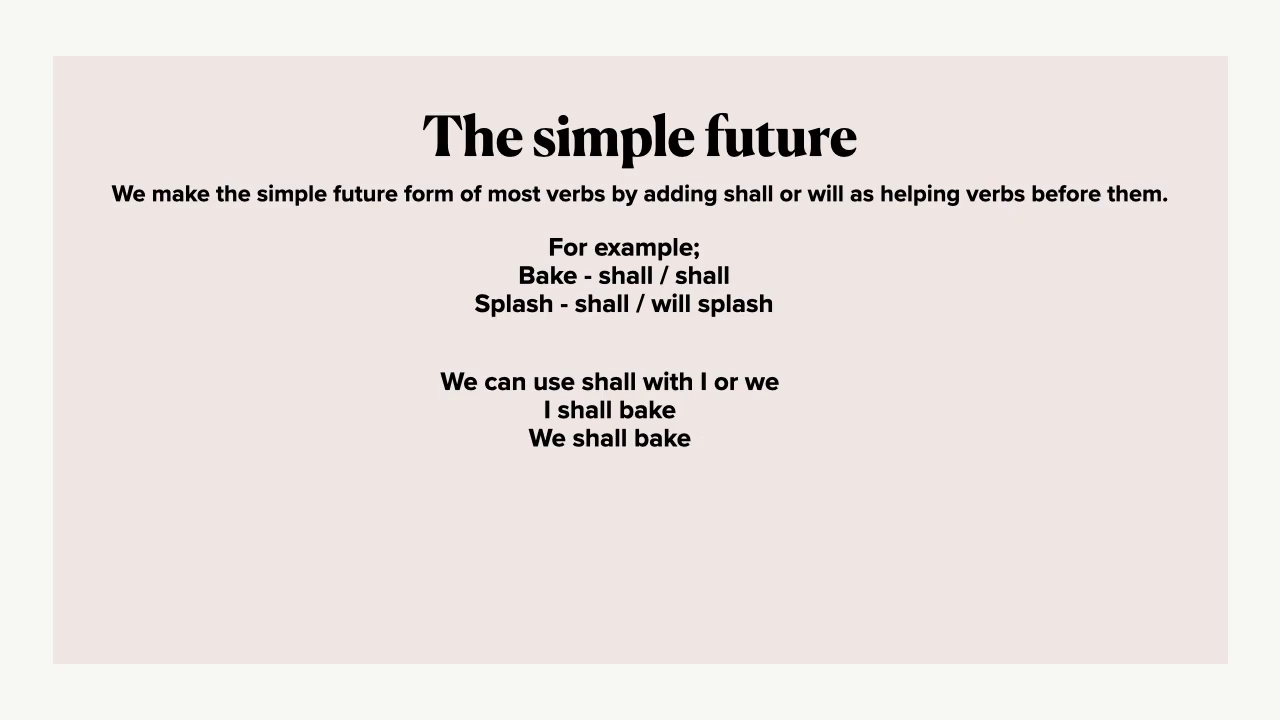 The simple future
We make the simple future form of most verbs by adding shall or will as helping verbs before them.
For example;
Bake - shall / shall
Splash - shall / will splash
We can use shall with I or we
I shall bake
We shall bake